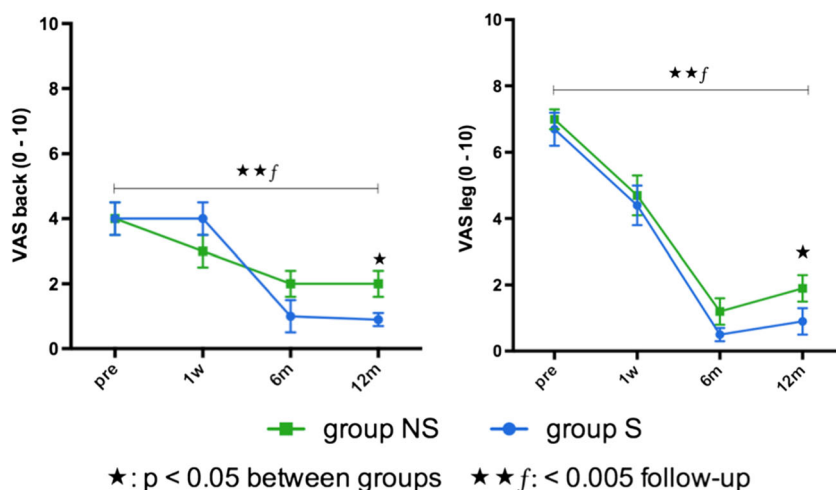 VAS back (0 - 10)
10
8
6
4
2
0
★★ƒ
★
pre
1w
6m
12m
VAS leg (0 - 10)
10
8
6
4
2
0
★★ƒ
★
pre
1w
6m
12m
group NS
group S
★: p < 0.05 between groups ★★ƒ: < 0.005 follow-up